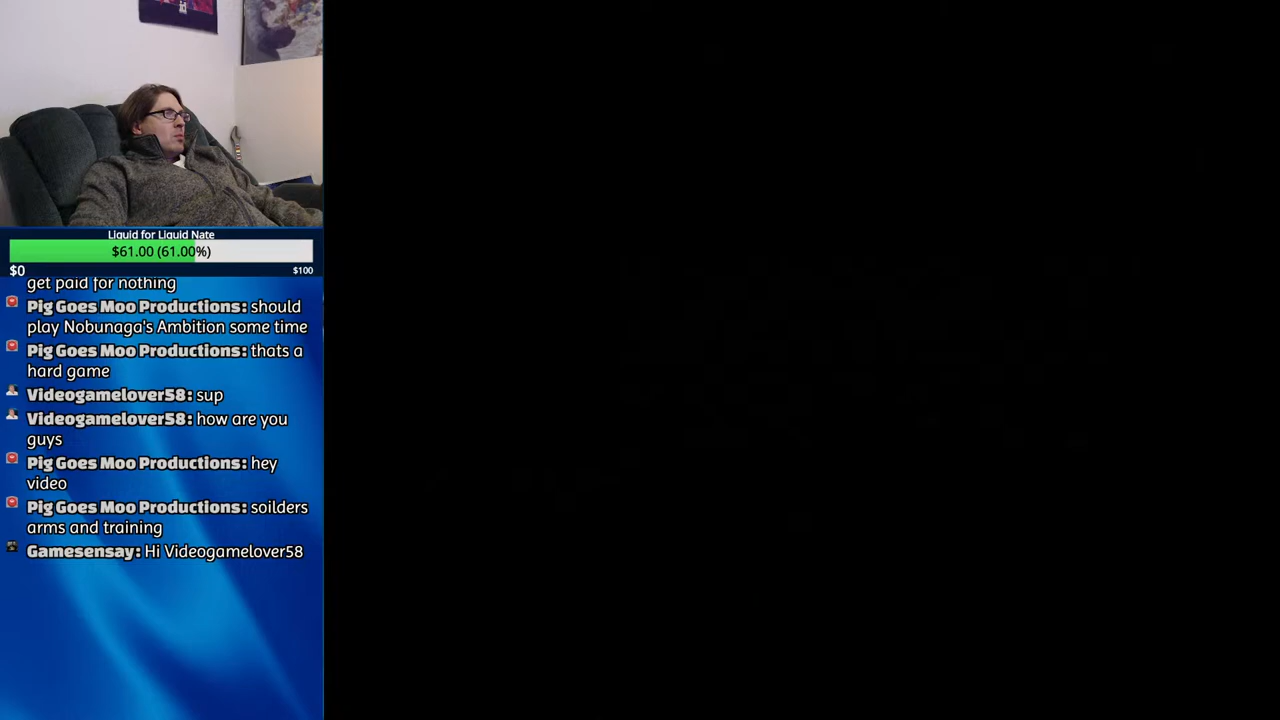 Liquid for Liquid Nate
$61.00 (61.00%)
$0
$100
get paid for nothing
Pig Goes Moo Productions: should
play Nobunaga's Ambition some time
Pig Goes Moo Productions: thats a
hard game
Videogamelover58: sup
Videogamelover58: how are you
guys
Pig Goes Moo Productions: hey
video
Pig Goes Moo Productions: soilders
arms and training
Gamesensay: Hi Videogamelover58